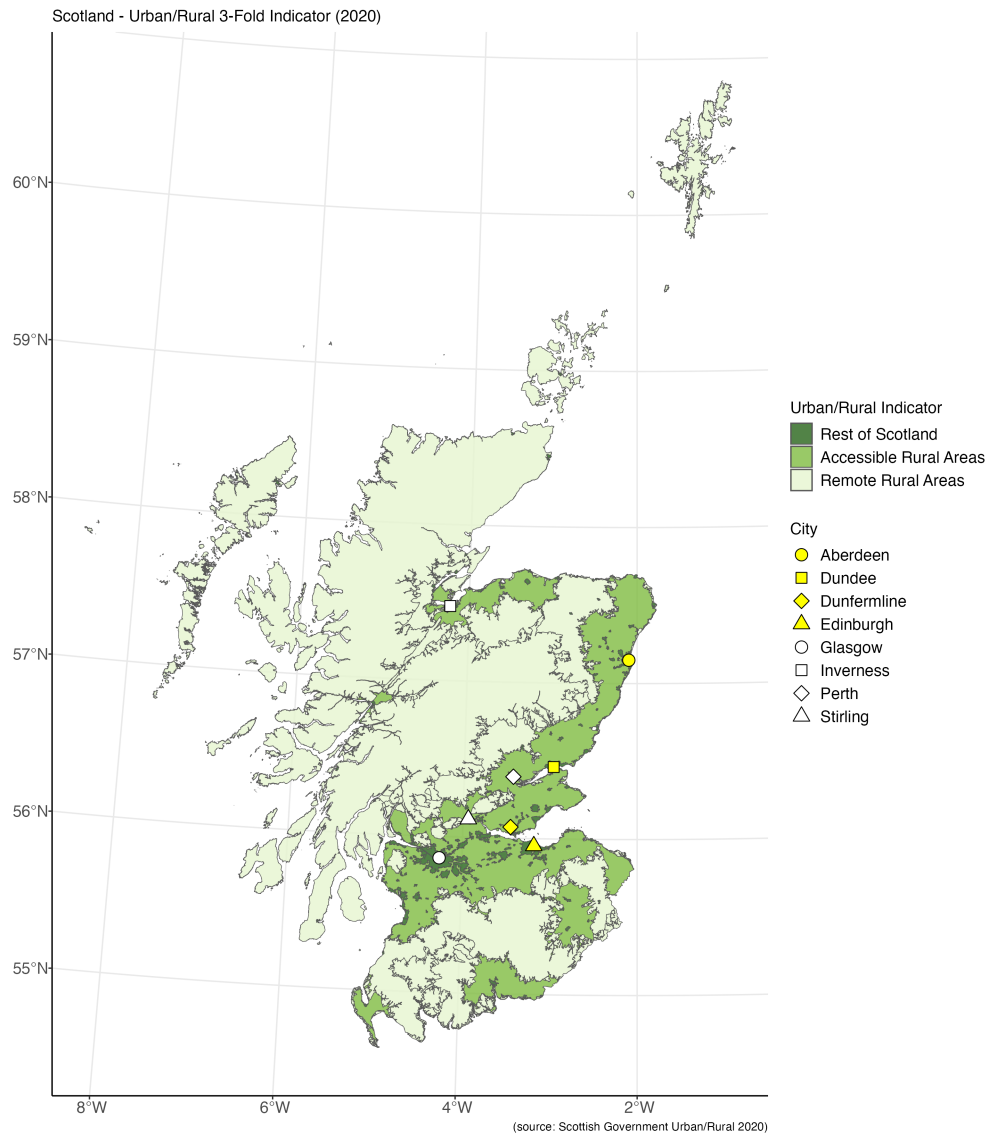 Scotland - Urban/Rural 3-Fold Indicator (2020)
60°N
59°N
58°N
57°N
56°N
55°N
8°W
6°W
4°W
2°W
Urban/Rural Indicator
Rest of Scotland
Accessible Rural Areas
Remote Rural Areas
City
Aberdeen
Dundee
Dunfermline
Edinburgh
Glasgow
Inverness
Perth
Stirling
(source: Scottish Government Urban/Rural 2020)